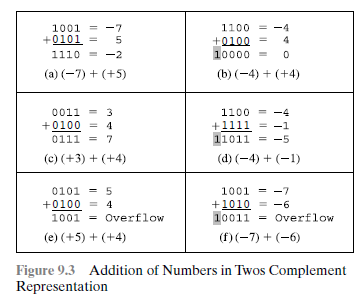 1001 = −7
+0101 = 5
1110 = −2
(a) (−7) + (+5)
1100 = −4
+0100 = 4
10000 = 0
(b) (−4) + (+4)
0011 = 3
+0100 = 4
0111 = 7
(c) (+3) + (+4)
1100 = −4
+1111 = −1
11011 = −5
(d) (−4) + (−1)
0101 = 5
+0100 = 4
1001 = Overflow
(e) (+5) + (+4)
1001 = −7
+1010 = −6
10011 = Overflow
(f) (−7) + (−6)
Figure 9.3 Addition of Numbers in Twos Complement
Representation